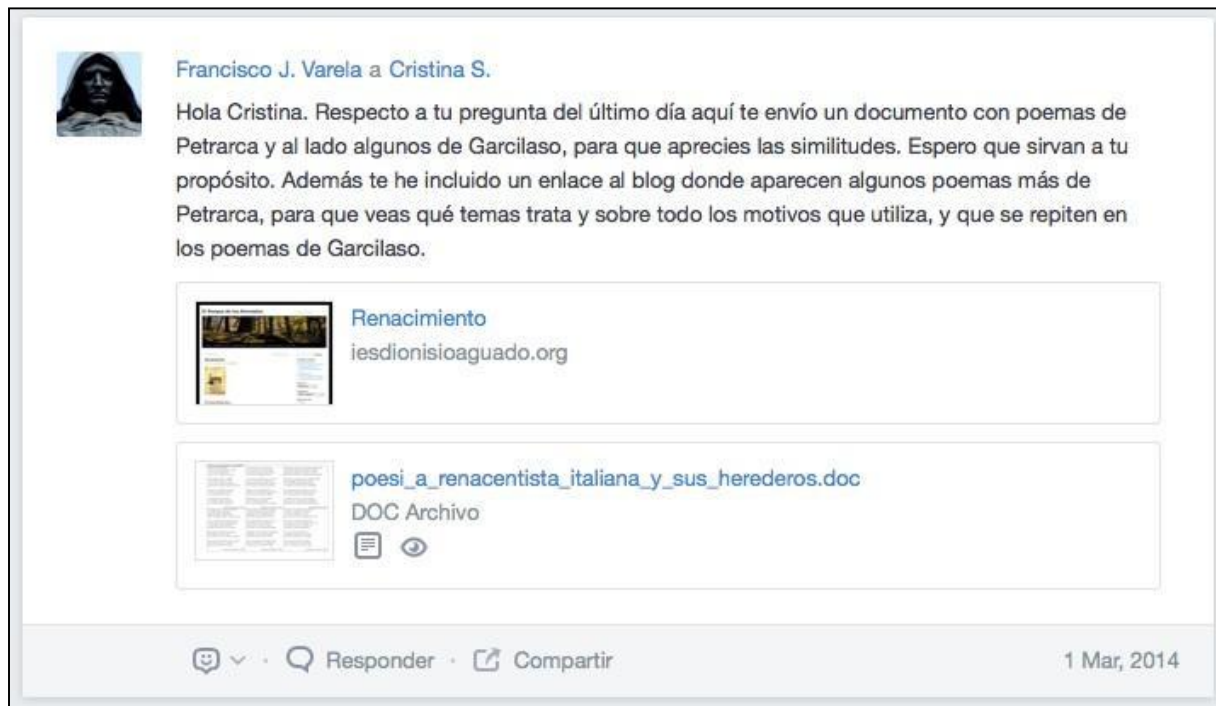 Francisco J. Varela a Cristina S.
Hola Cristina. Respecto a tu pregunta del último día aquí te envío un documento con poemas de
Petrarca y al lado algunos de Garcilaso, para que aprecies las similitudes. Espero que sirvan a tu
propósito. Además te he incluido un enlace al blog donde aparecen algunos poemas más de
Petrarca, para que veas qué temas trata y sobre todo los motivos que utiliza, y que se repiten en
los poemas de Garcilaso.
Renacimiento
iesdionisioaguado.org
poesi_a_renacentista_italiana_y_sus_herederos.doc
DOC Archivo
Responder · Compartir
1 Mar, 2014